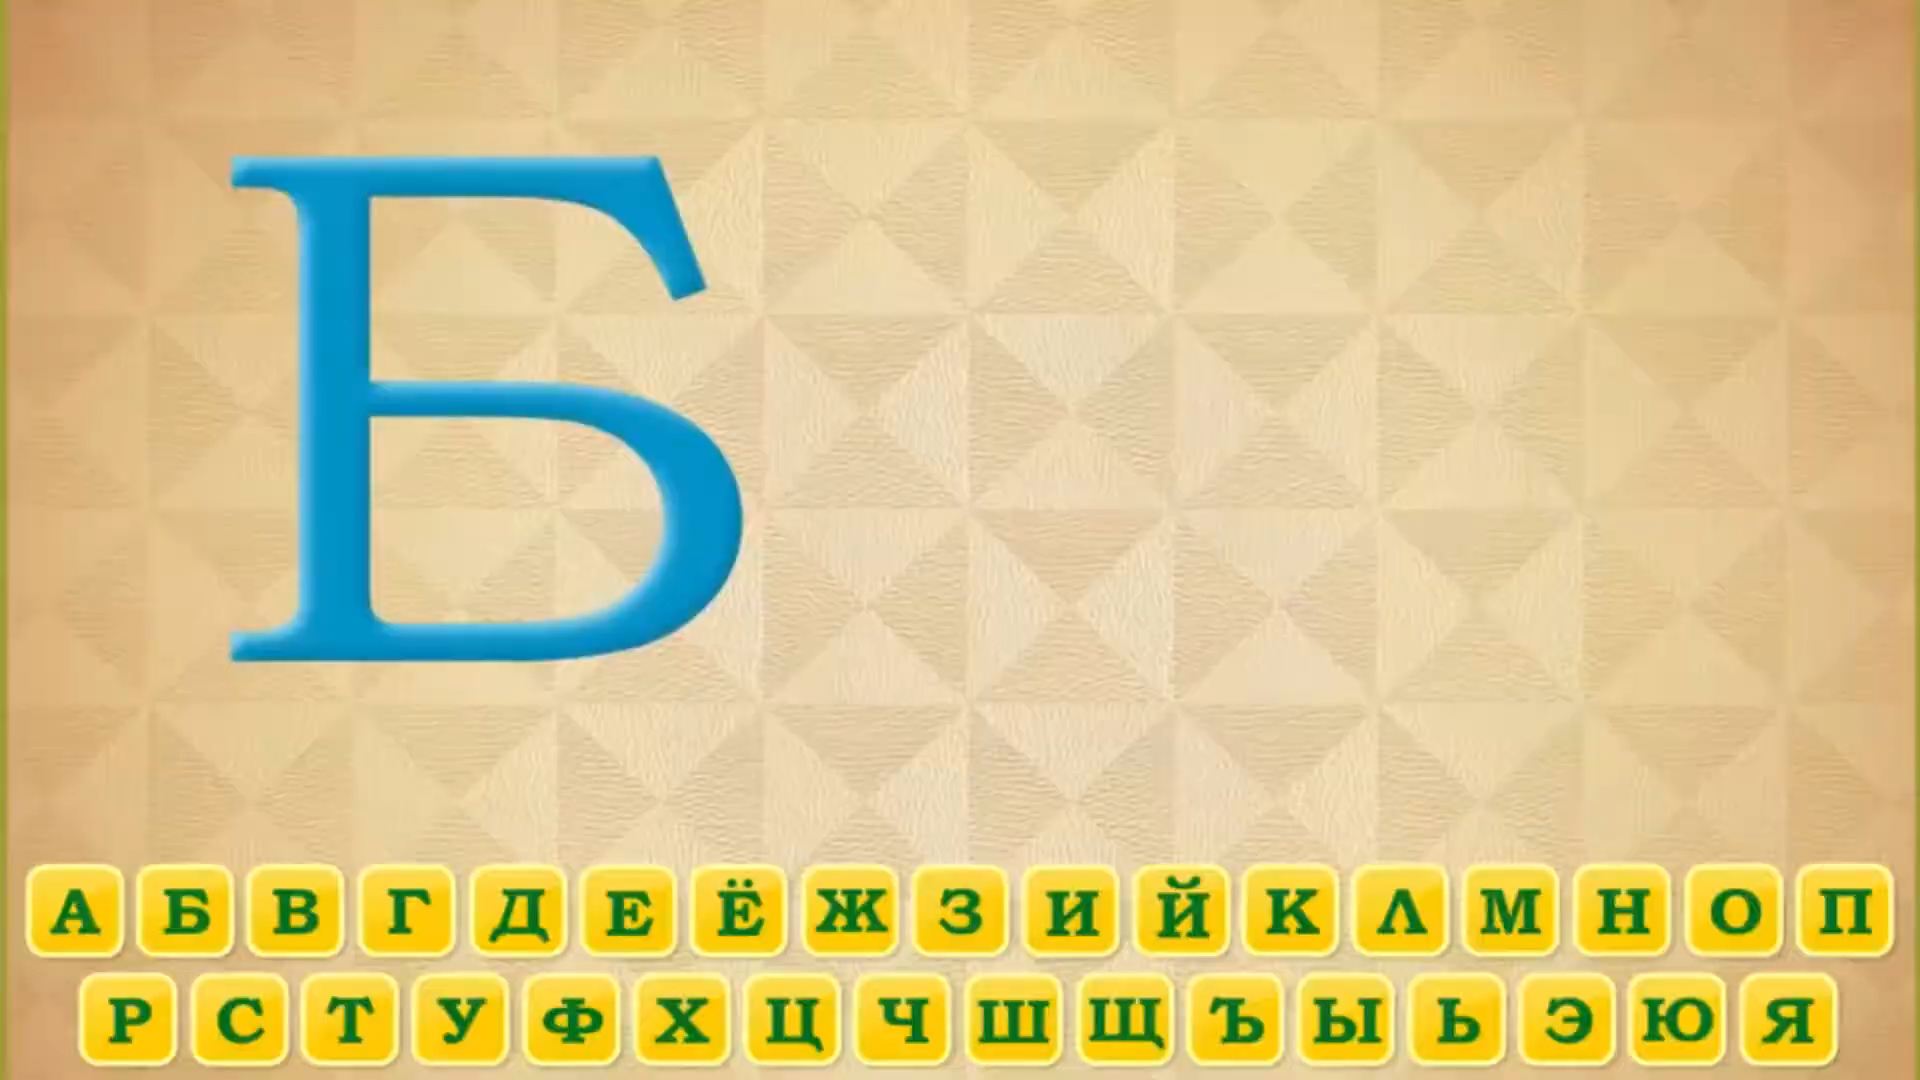 Б
А Б В Г Д Е Ё Ж З И Й К Л М Н О П
Р С Т У Ф Х Ц Ч Ш Щ Ъ Ы Ь Э Ю Я